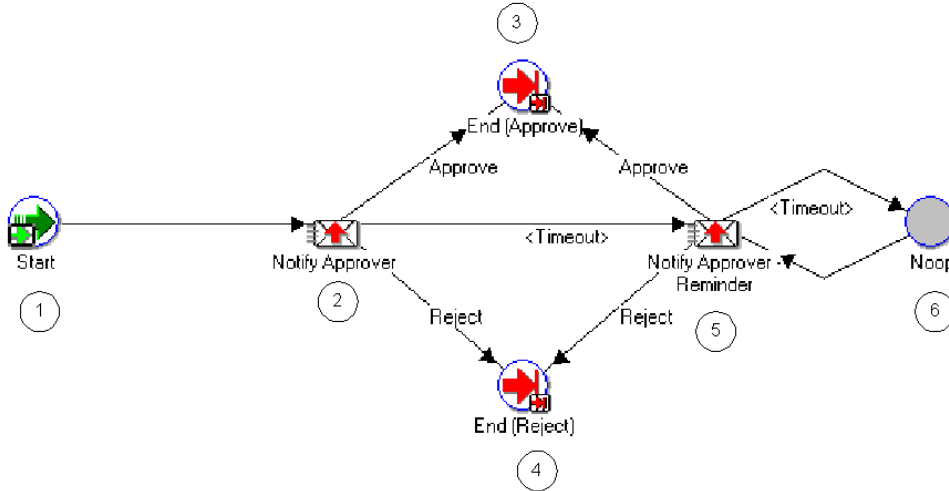 3
End (Approve)
Approve
Approve
<Timeout>
<Timeout>
Start
Notify Approver
Notify Approver -
Reminder
Noop
1
2
Reject
Reject
5
6
End (Reject)
4